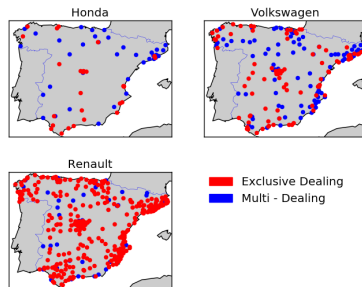 Honda
Volkswagen
Renault
Exclusive Dealing
Multi - Dealing